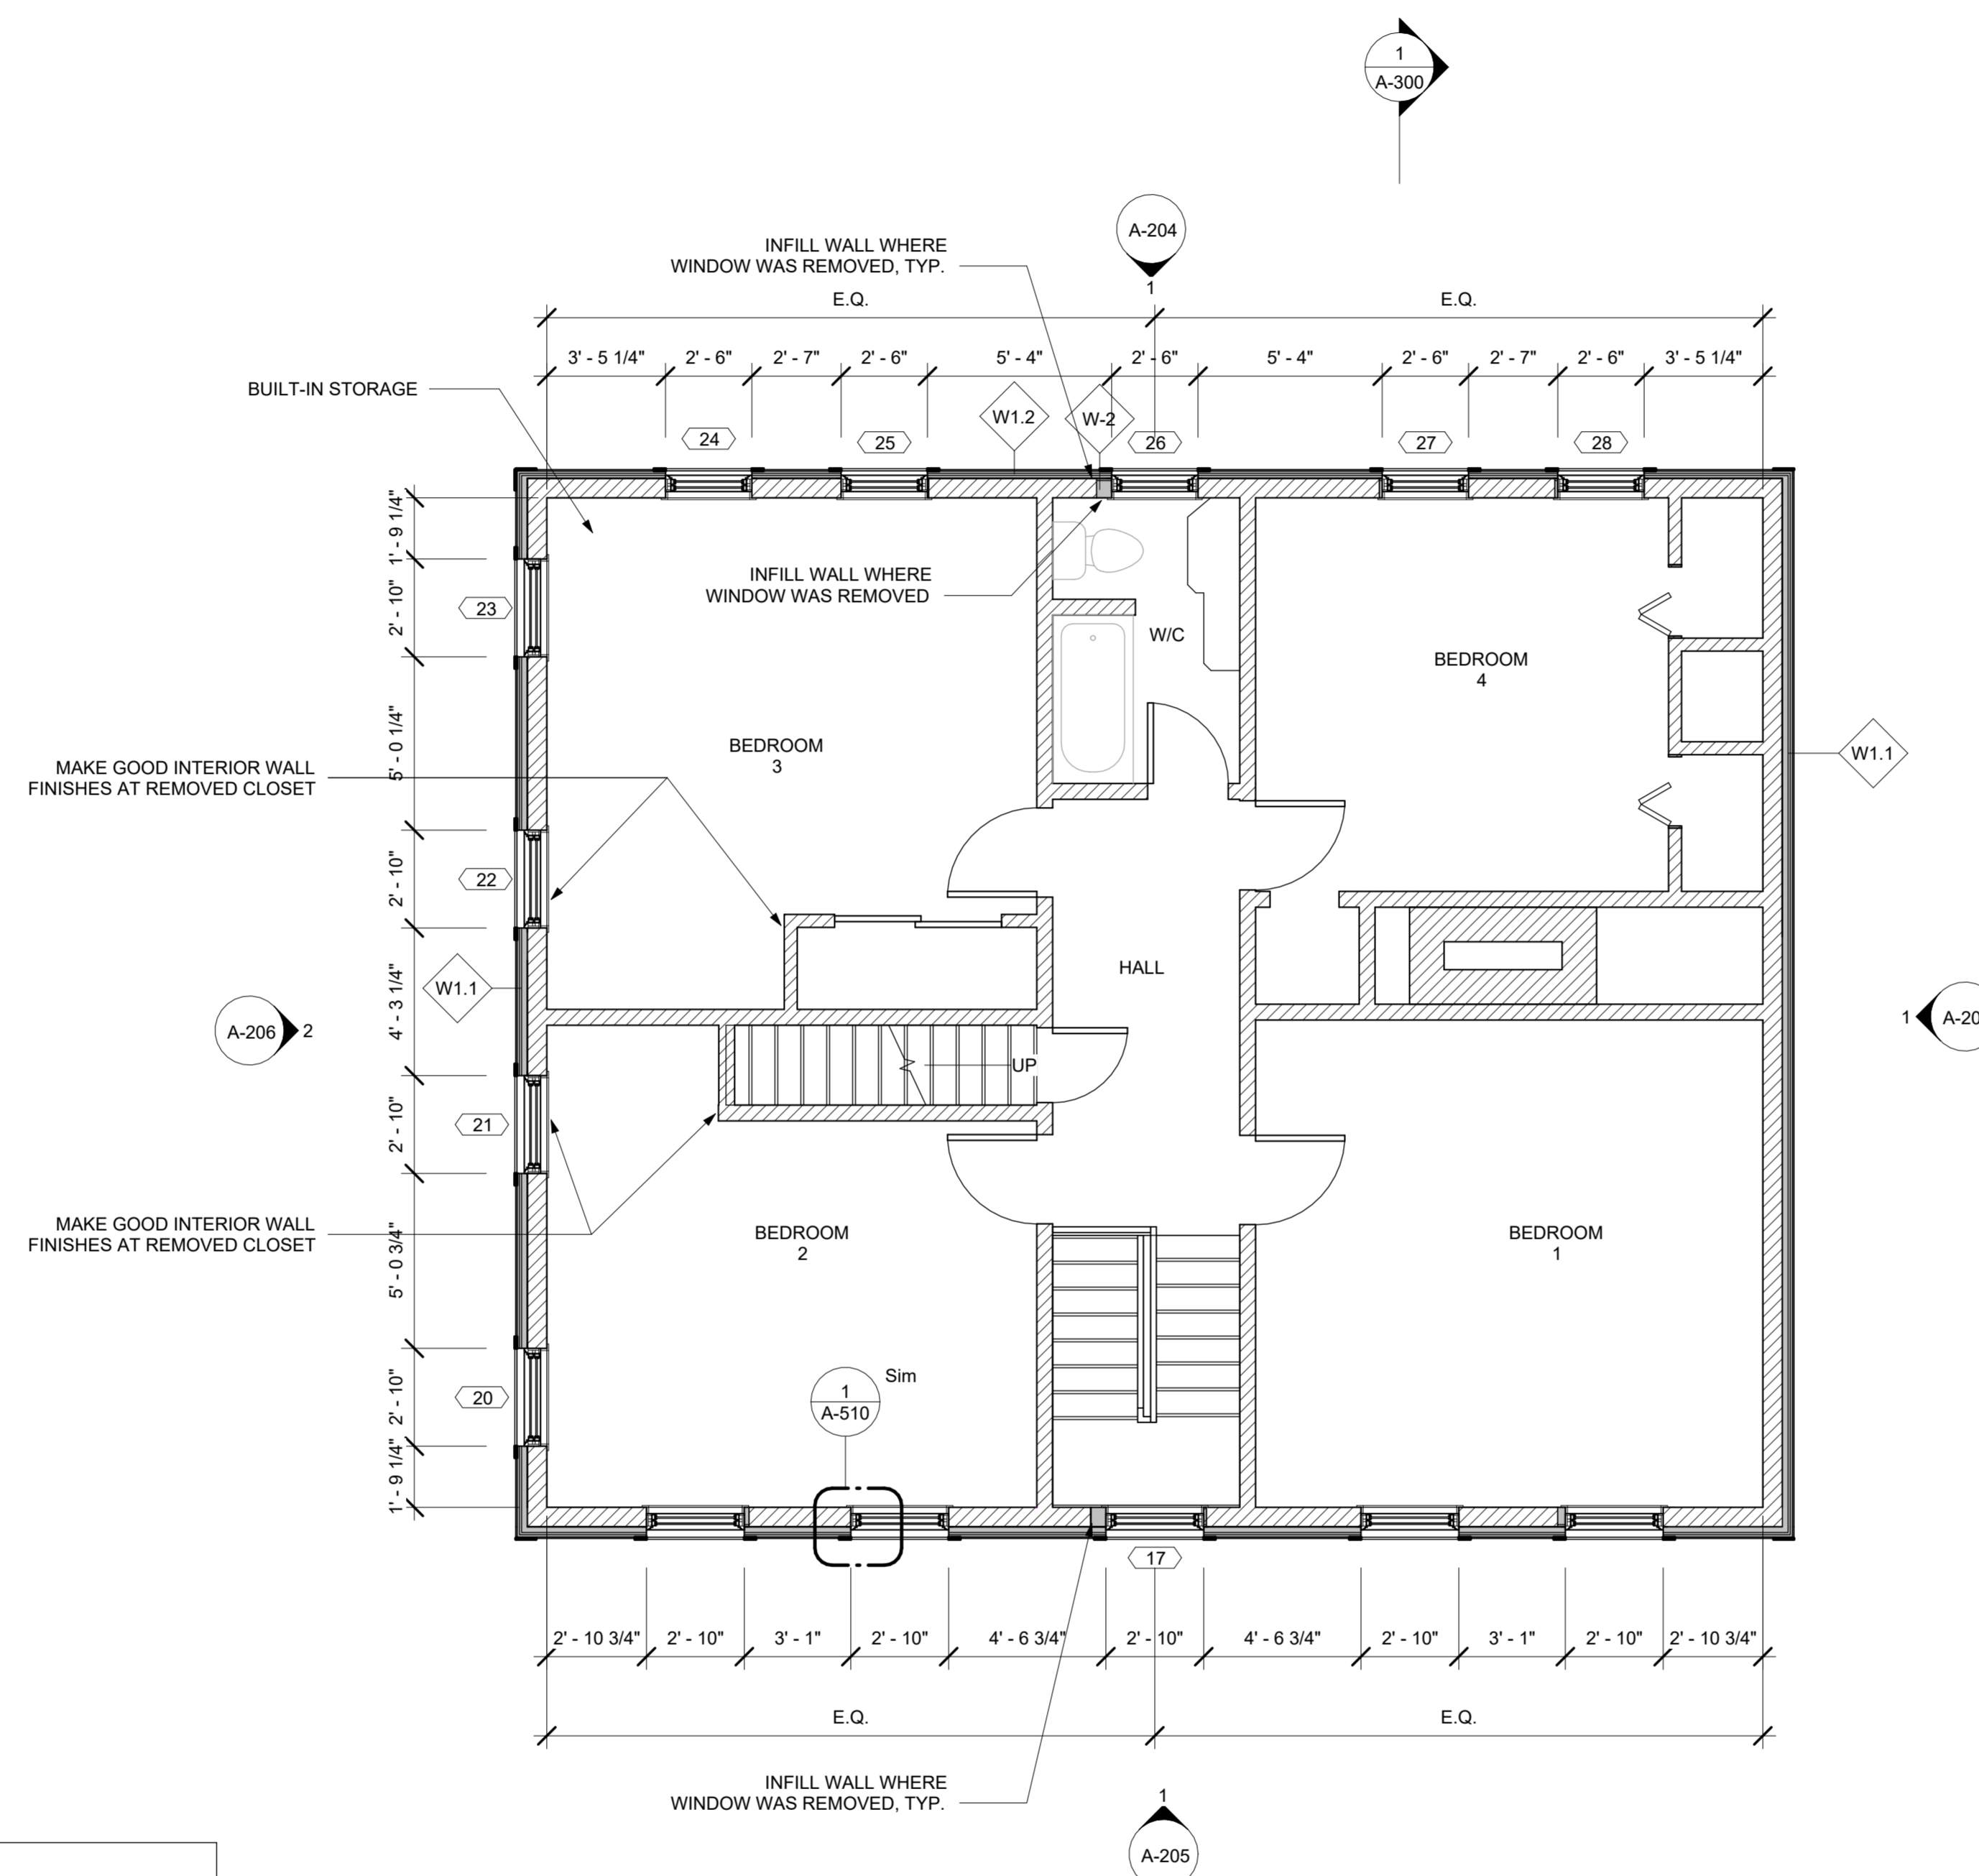 1
A-300
A-204
1
INFILL WALL WHERE
WINDOW WAS REMOVED, TYP.
E.Q.
E.Q.
3' - 5 1/4"
2' - 6"
2' - 7"
2' - 6"
5' - 4"
2' - 6"
5' - 4"
2' - 6"
2' - 7"
2' - 6"
3' - 5 1/4"
BUILT-IN STORAGE
W1.2
W-2
24
25
26
27
28
1' - 9 1/4"
2' - 10"
5' - 0 1/4"
2' - 10"
4' - 3 1/4"
2' - 10"
5' - 0 3/4"
2' - 10"
1' - 9 1/4"
23
22
21
20
INFILL WALL WHERE
WINDOW WAS REMOVED
W/C
BEDROOM
4
BEDROOM
3
W1.1
MAKE GOOD INTERIOR WALL
FINISHES AT REMOVED CLOSET
HALL
W1.1
A-206
2
1
A-20
UP
MAKE GOOD INTERIOR WALL
FINISHES AT REMOVED CLOSET
BEDROOM
2
BEDROOM
1
Sim
1
A-510
17
2' - 10 3/4"
2' - 10"
3' - 1"
2' - 10"
4' - 6 3/4"
2' - 10"
4' - 6 3/4"
2' - 10"
3' - 1"
2' - 10"
2' - 10 3/4"
E.Q.
E.Q.
INFILL WALL WHERE
WINDOW WAS REMOVED, TYP.
1
A-205